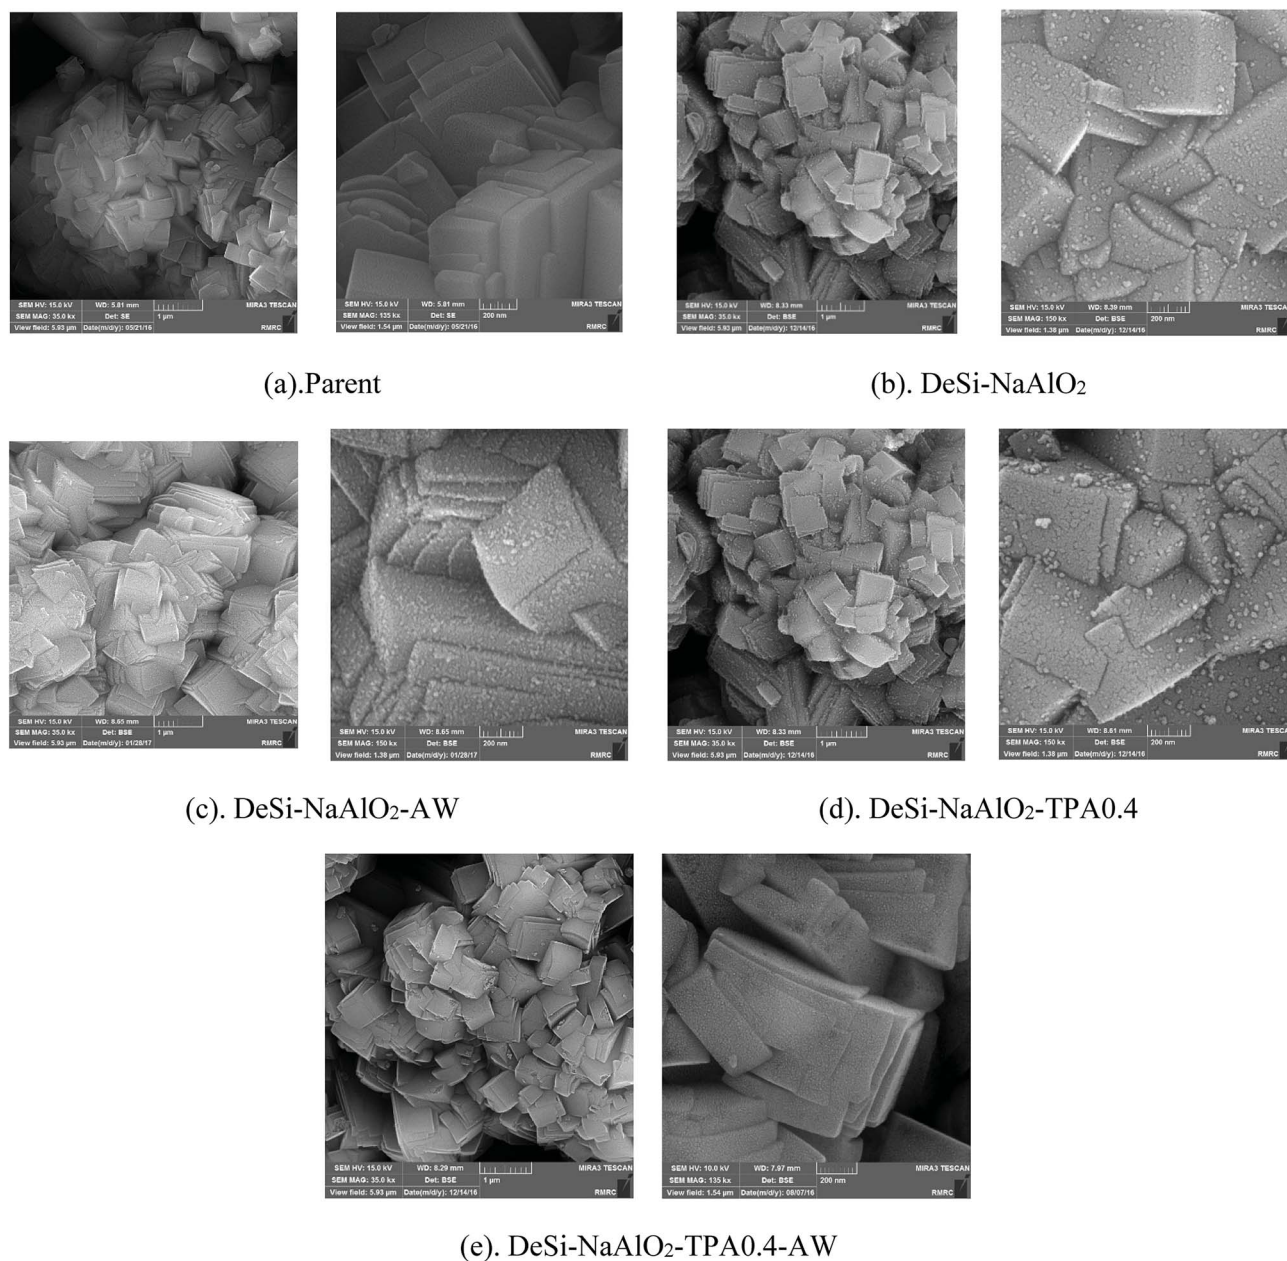 SEM HV: 15.0 kV WD: 5.81 mm MIRA3 TESCAN
SEM MAG: 35.0 kx Det: SE 1 µm
View field: 5.93 µm Date(m/d/y): 05/21/16 RMRC
SEM HV: 15.0 kV WD: 5.81 mm MIRA3 TESCAN
SEM MAG: 135 kx Det: SE 200 nm
View field: 1.54 µm Date(m/d/y): 05/21/16 RMRC
(a).Parent
SEM HV: 15.0 kV WD: 8.33 mm MIRA3 TESCAN
SEM MAG: 35.0 kx Det: BSE 1 µm
View field: 5.93 µm Date(m/d/y): 12/14/16 RMRC
SEM HV: 15.0 kV WD: 8.39 mm MIRA3 TESCAN
SEM MAG: 150 kx Det: BSE 200 nm
View field: 1.38 µm Date(m/d/y): 12/14/16 RMRC
(b). DeSi-NaAlO₂
SEM HV: 15.0 kV WD: 8.65 mm MIRA3 TESCAN
SEM MAG: 35.0 kx Det: BSE 1 µm
View field: 5.93 µm Date(m/d/y): 01/28/17 RMRC
SEM HV: 15.0 kV WD: 8.65 mm MIRA3 TESCAN
SEM MAG: 150 kx Det: BSE 200 nm
View field: 1.38 µm Date(m/d/y): 01/28/17 RMRC
(c). DeSi-NaAlO₂-AW
SEM HV: 15.0 kV WD: 8.33 mm MIRA3 TESCAN
SEM MAG: 35.0 kx Det: BSE 1 µm
View field: 5.93 µm Date(m/d/y): 12/14/16 RMRC
SEM HV: 15.0 kV WD: 8.61 mm MIRA3 TESCAN
SEM MAG: 150 kx Det: BSE 200 nm
View field: 1.38 µm Date(m/d/y): 12/14/16 RMRC
(d). DeSi-NaAlO₂-TPA0.4
SEM HV: 15.0 kV WD: 8.29 mm MIRA3 TESCAN
SEM MAG: 35.0 kx Det: BSE 1 µm
View field: 5.93 µm Date(m/d/y): 12/14/16 RMRC
SEM HV: 10.0 kV WD: 7.97 mm MIRA3 TESCAN
SEM MAG: 135 kx Det: BSE 200 nm
View field: 1.54 µm Date(m/d/y): 08/07/16 RMRC
(e). DeSi-NaAlO₂-TPA0.4-AW